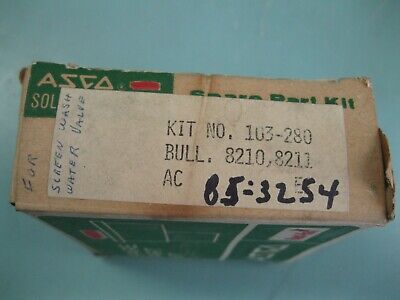 ASCO
SOL
Spare Part Kit
KIT NO. 103-280
BULL. 8210,8211
AC
85-3254
FOR
SCREEN WASH
WATER VALVE